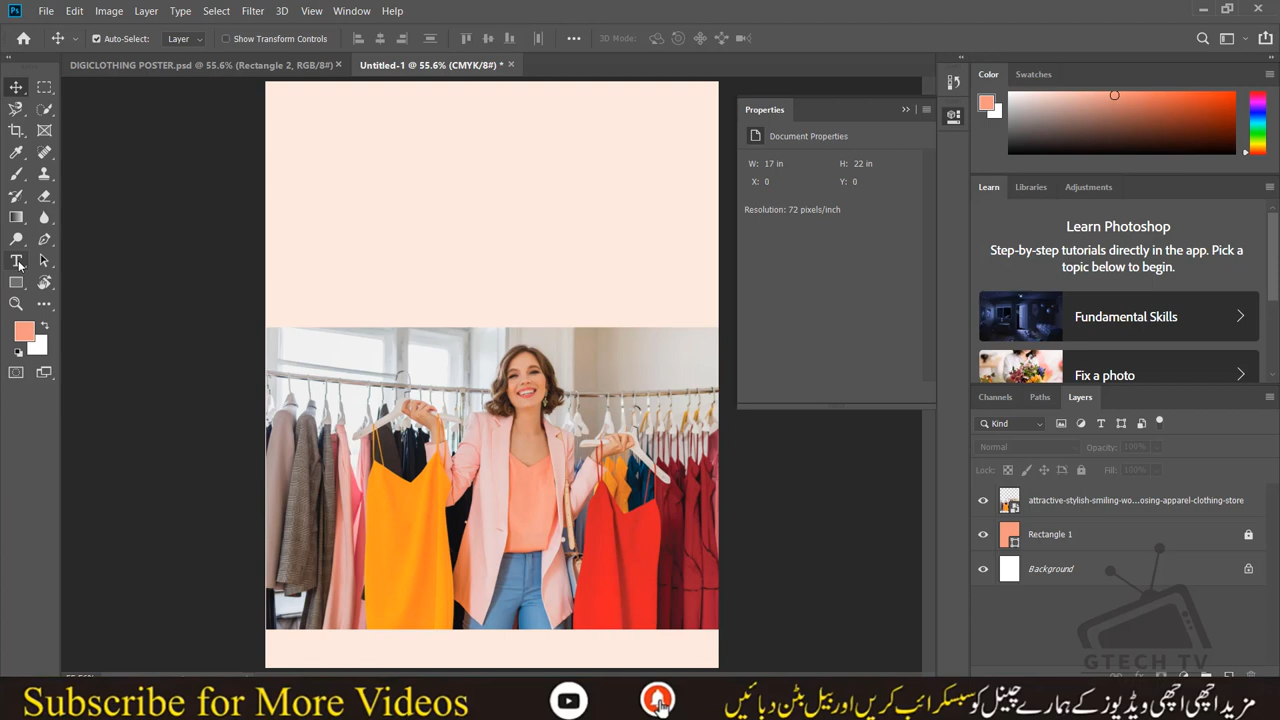 Ps File Edit Image Layer Type Select Filter 3D View Window Help
Auto-Select: Layer Show Transform Controls 3D Mode:
DIGICLOTHING POSTER.psd @ 55.6% (Rectangle 2, RGB/8#) × Untitled-1 @ 55.6% (CMYK/8#) * ×
Color Swatches
Properties
Document Properties
W: 17 in H: 22 in
X: 0 Y: 0
Resolution: 72 pixels/inch
Learn Libraries Adjustments
Learn Photoshop
Step-by-step tutorials directly in the app. Pick a
topic below to begin.
Fundamental Skills
Fix a photo
Channels Paths Layers
Kind
Normal Opacity: 100%
Lock: Fill: 100%
attractive-stylish-smiling-wo...osing-apparel-clothing-store
Rectangle 1
Background
GTECH TV
Subscribe for More Videos
مزید اچھی اچھی ویڈیوز کے ہمارے چینل کو سبسکرائب کریں اور بیل بٹن دبائیں